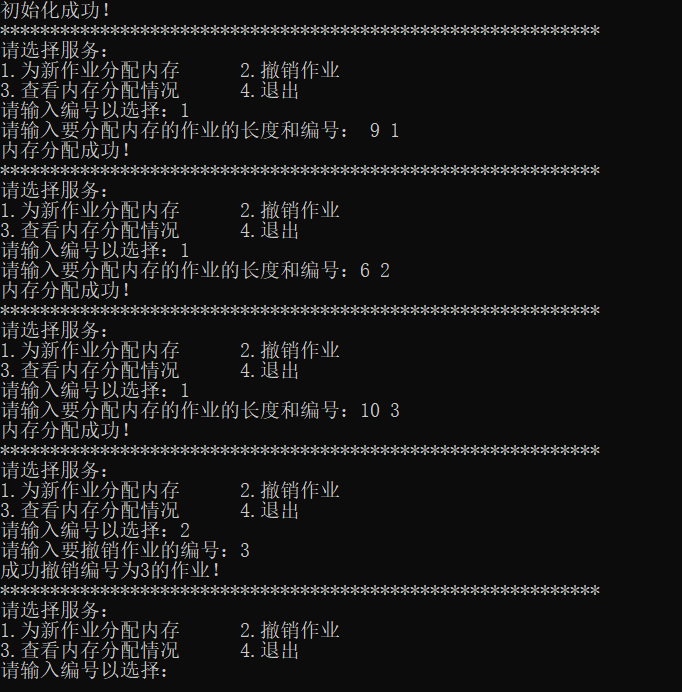 初始化成功!
************************************************************
请选择服务:
1.为新作业分配内存      2.撤销作业
3.查看内存分配情况      4.退出
请输入编号以选择: 1
请输入要分配内存的作业的长度和编号:  9 1
内存分配成功!
************************************************************
请选择服务:
1.为新作业分配内存      2.撤销作业
3.查看内存分配情况      4.退出
请输入编号以选择: 1
请输入要分配内存的作业的长度和编号: 6 2
内存分配成功!
************************************************************
请选择服务:
1.为新作业分配内存      2.撤销作业
3.查看内存分配情况      4.退出
请输入编号以选择: 1
请输入要分配内存的作业的长度和编号: 10 3
内存分配成功!
************************************************************
请选择服务:
1.为新作业分配内存      2.撤销作业
3.查看内存分配情况      4.退出
请输入编号以选择: 2
请输入要撤销作业的编号: 3
成功撤销编号为3的作业!
************************************************************
请选择服务:
1.为新作业分配内存      2.撤销作业
3.查看内存分配情况      4.退出
请输入编号以选择: